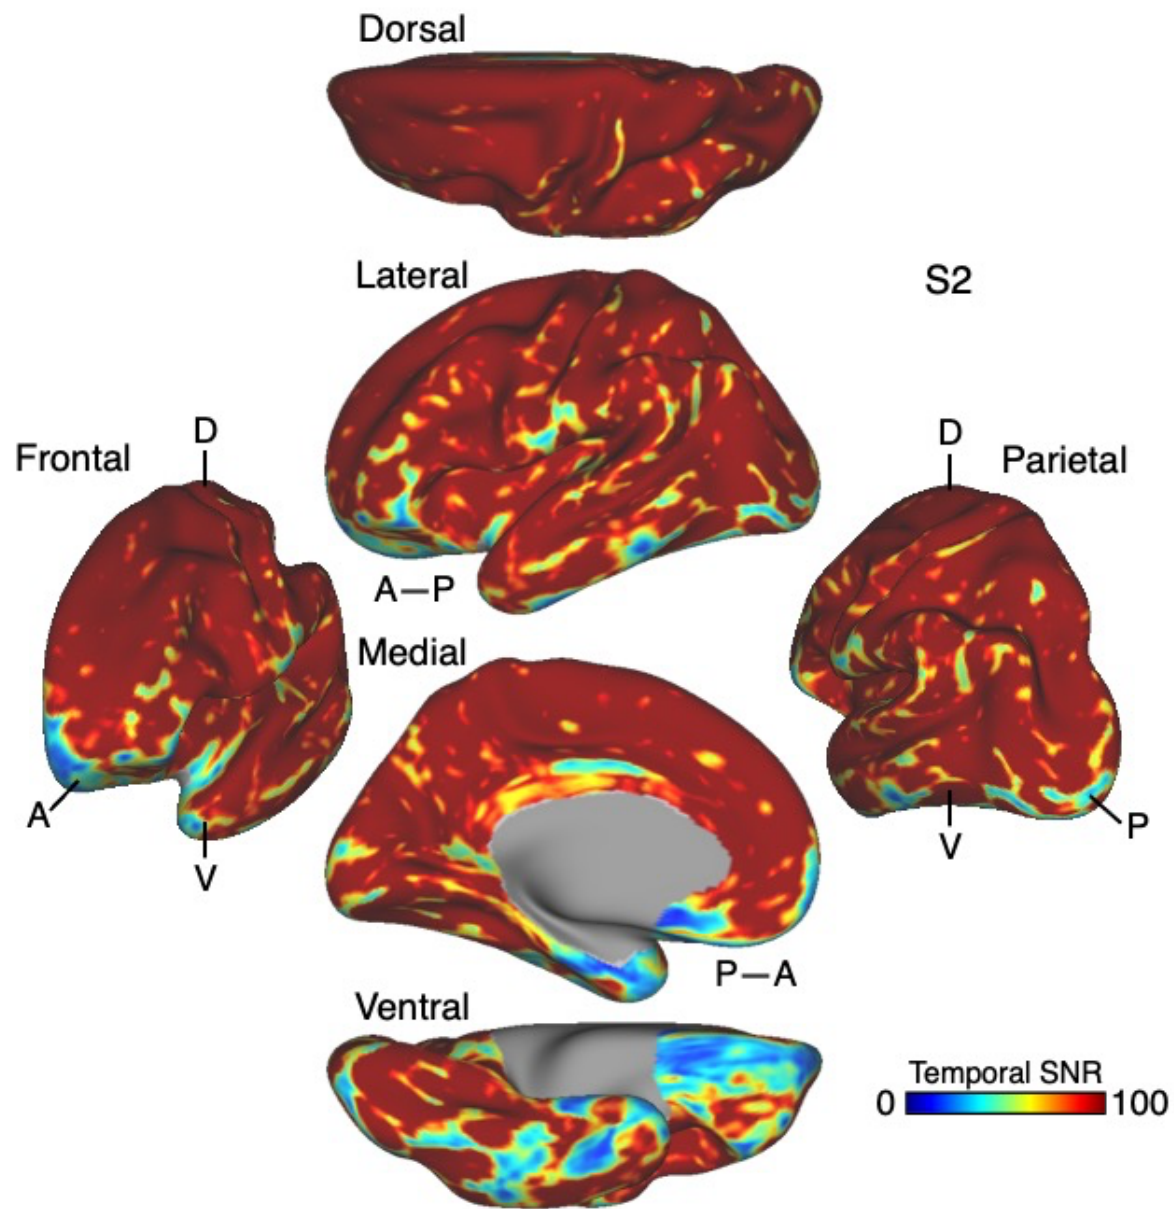 Dorsal
Lateral
S2
D
Frontal
D
Parietal
A—P
Medial
A
V
P
V
P—A
Ventral
Temporal SNR
0 100